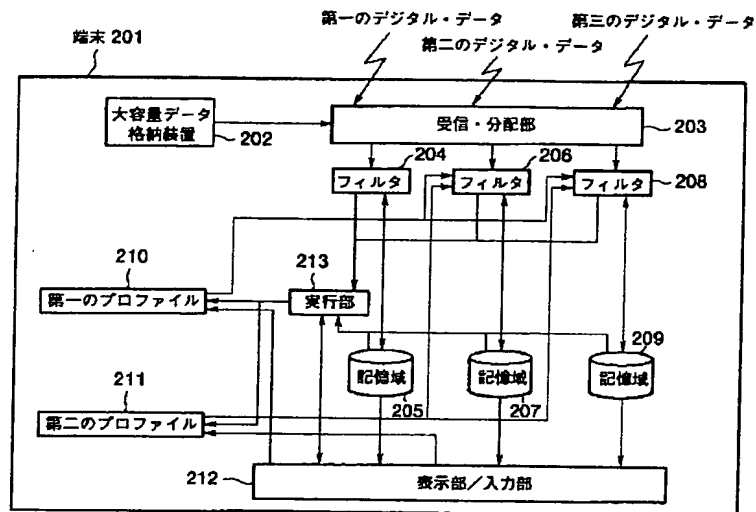 第一のデジタル・データ
第二のデジタル・データ
第三のデジタル・データ
端末 201
大容量データ
格納装置
202
受信・分配部
203
204
フィルタ
206
フィルタ
208
フィルタ
210
第一のプロファイル
213
実行部
211
第二のプロファイル
記憶域
205
記憶域
207
209
記憶域
212
表示部/入力部